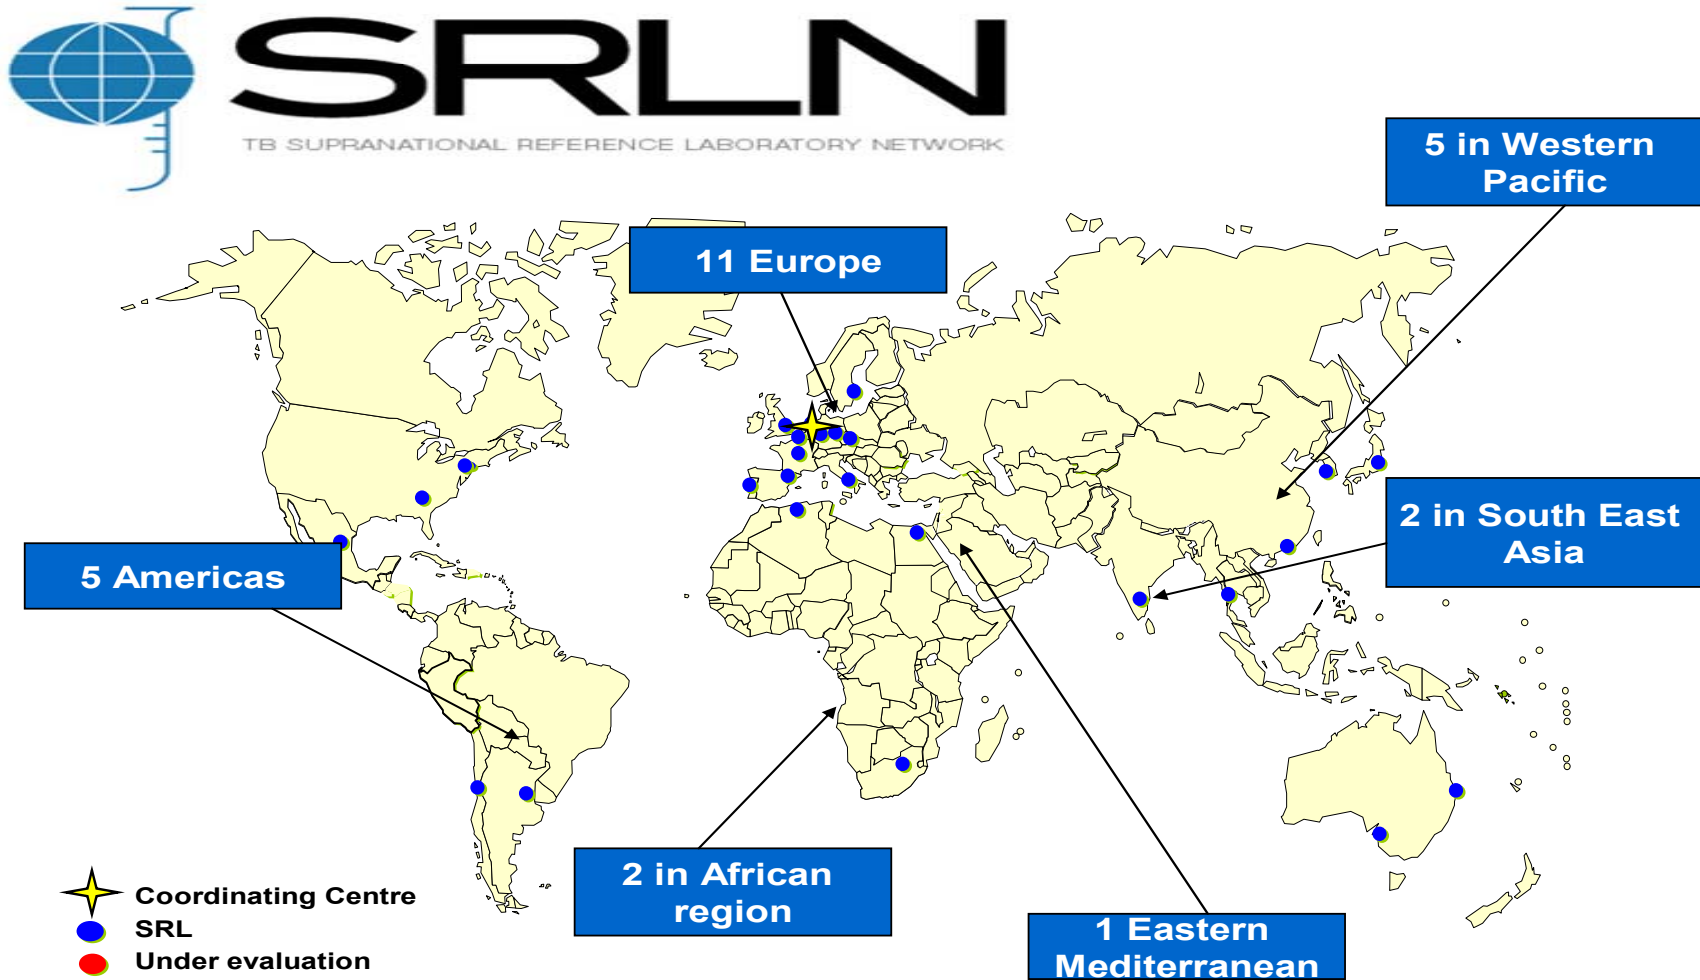 SRLN
TB SUPRANATIONAL REFERENCE LABORATORY NETWORK
5 in Western
Pacific
11 Europe
2 in South East
Asia
5 Americas
2 in African
region
1 Eastern
Mediterranean
Coordinating Centre
SRL
Under evaluation